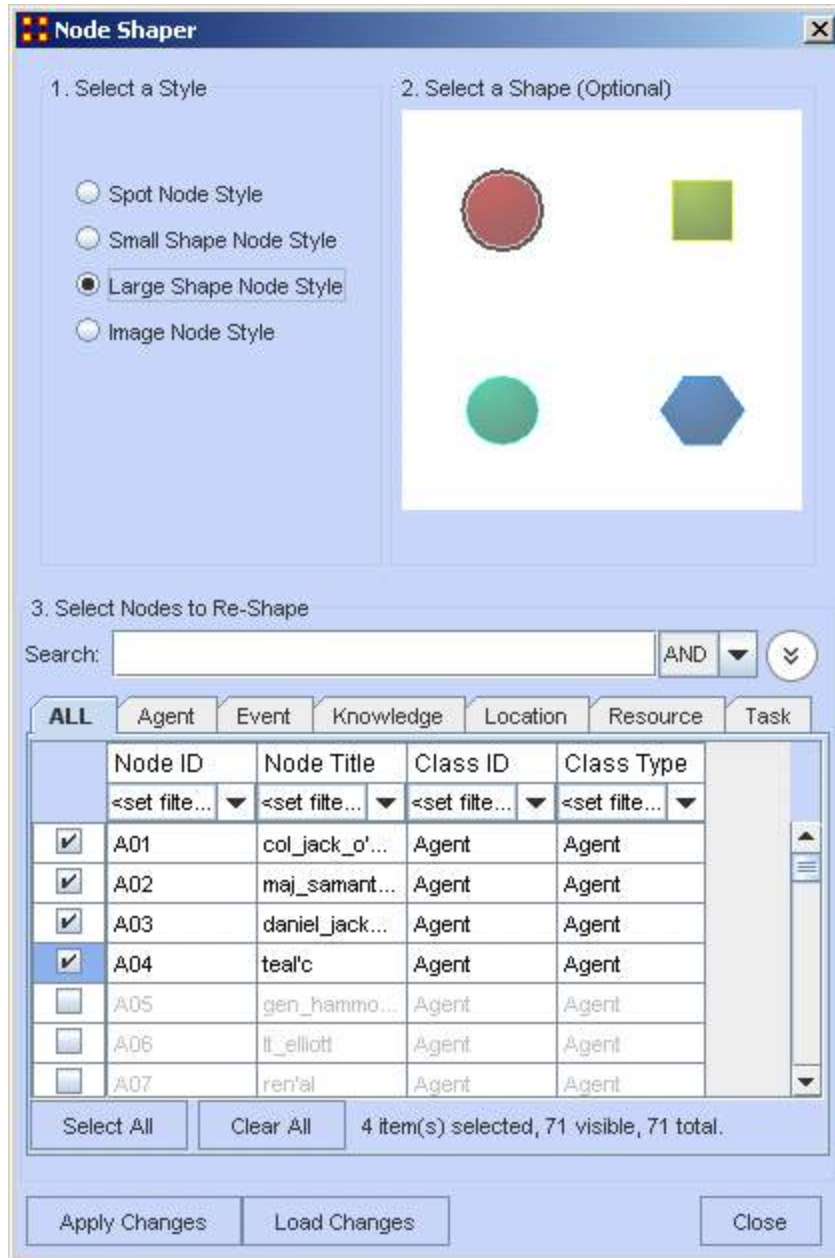 Node Shaper
1. Select a Style
2. Select a Shape (Optional)
Spot Node Style
Small Shape Node Style
Large Shape Node Style
Image Node Style
3. Select Nodes to Re-Shape
Search: AND
ALL Agent Event Knowledge Location Resource Task
Node ID Node Title Class ID Class Type
<set filte... <set filte... <set filte... <set filte...
A01 col_jack_o'... Agent Agent
A02 maj_samant... Agent Agent
A03 daniel_jack... Agent Agent
A04 teal'c Agent Agent
A05 gen_hammo... Agent Agent
A06 lt_elliott Agent Agent
A07 ren'al Agent Agent
Select All Clear All 4 item(s) selected, 71 visible, 71 total.
Apply Changes Load Changes Close